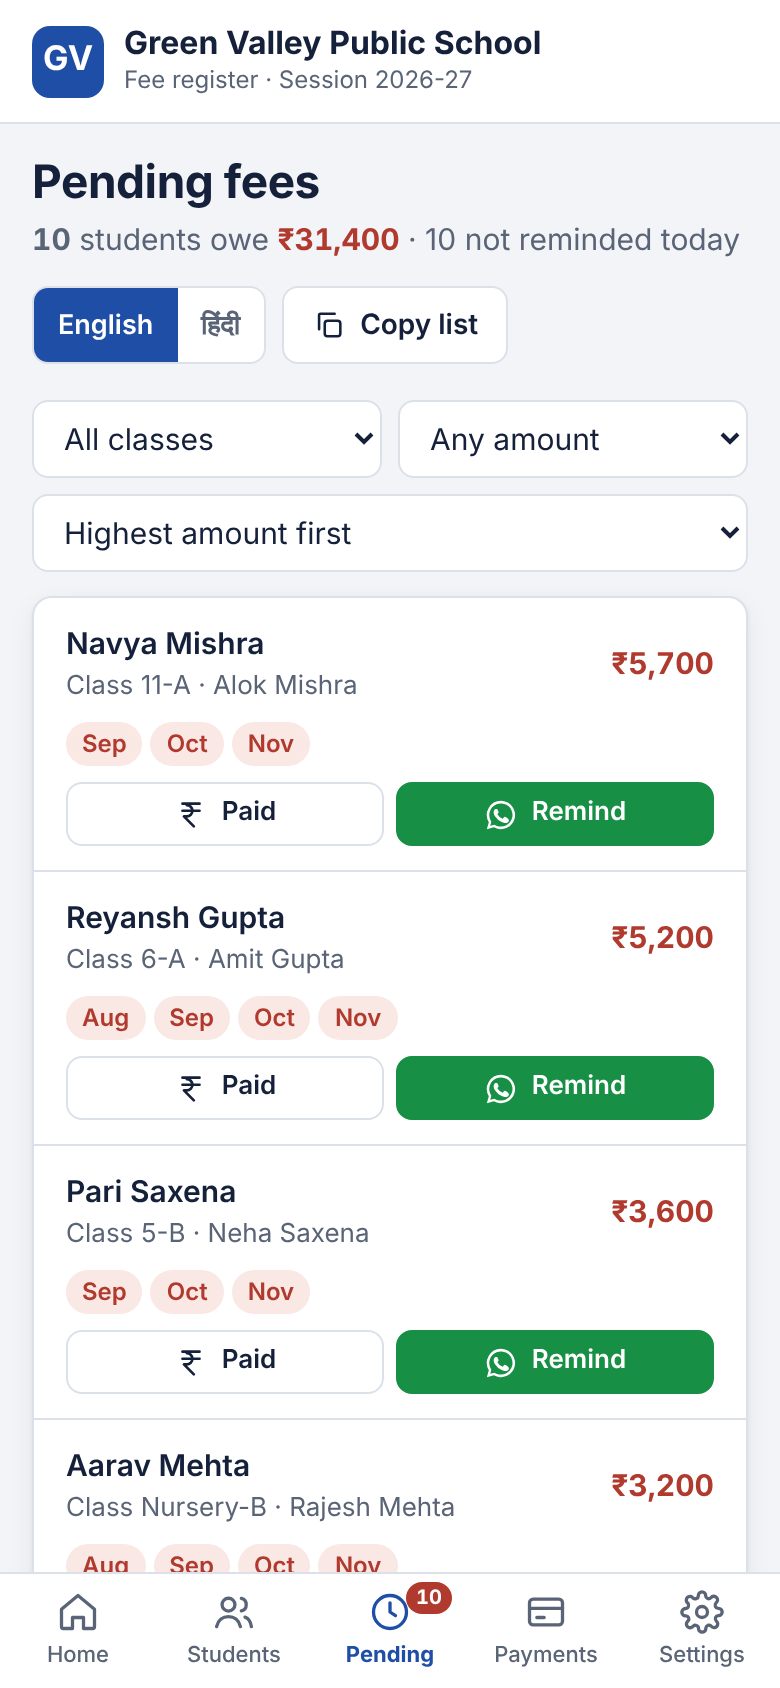 GV
Green Valley Public School
Fee register · Session 2026-27
Pending fees
10 students owe ₹31,400 · 10 not reminded today
English हिंदी Copy list
All classes Any amount
Highest amount first
Navya Mishra
₹5,700
Class 11-A · Alok Mishra
Sep Oct Nov
₹ Paid Remind
Reyansh Gupta
₹5,200
Class 6-A · Amit Gupta
Aug Sep Oct Nov
₹ Paid Remind
Pari Saxena
₹3,600
Class 5-B · Neha Saxena
Sep Oct Nov
₹ Paid Remind
Aarav Mehta
₹3,200
Class Nursery-B · Rajesh Mehta
Aug Sep Oct Nov
10
Home Students Pending Payments Settings